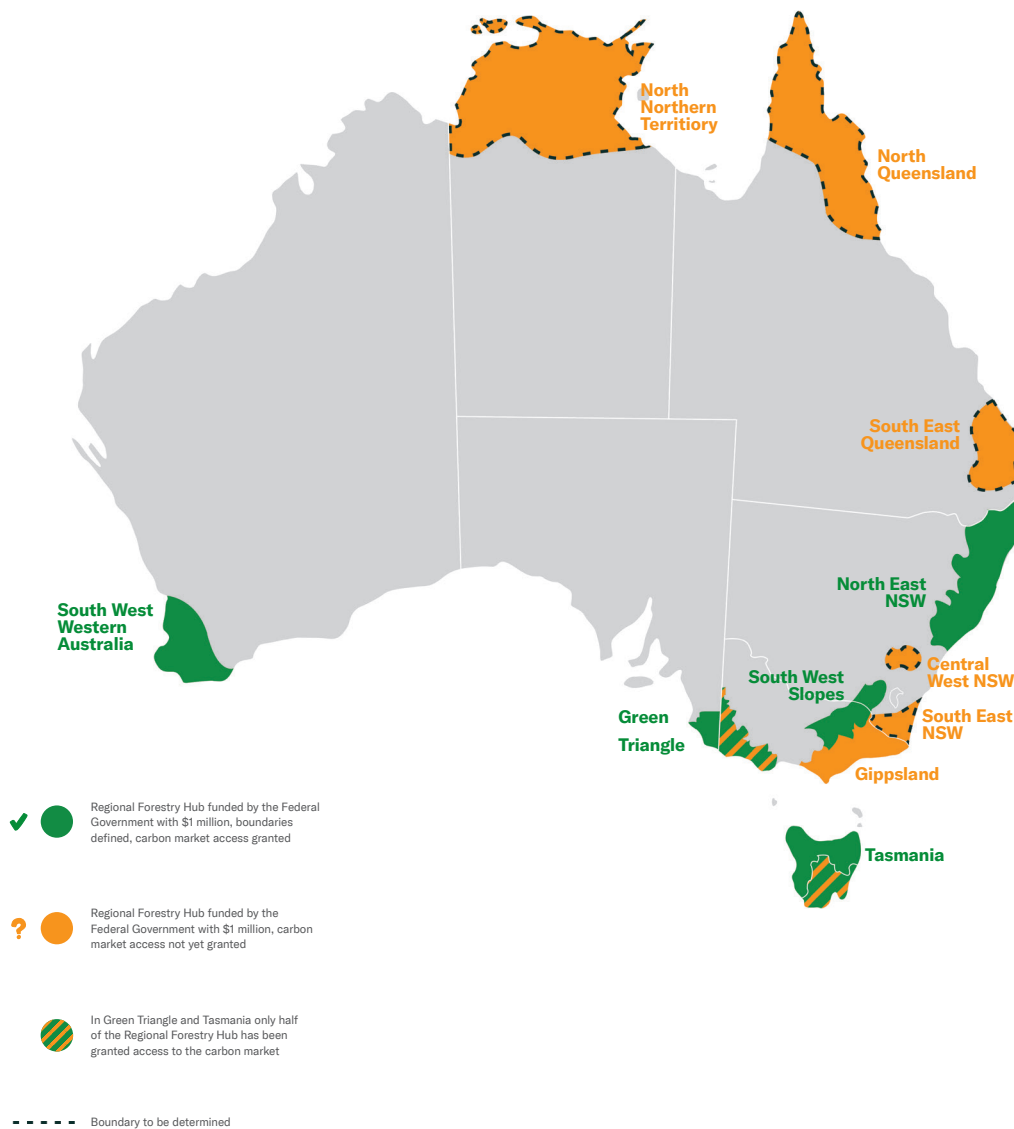 North
Northern
Territiory
North
Queensland
South East
Queensland
North East
NSW
South West
Western
Australia
Central
West NSW
South West
Slopes
South East
NSW
Green
Triangle
Gippsland
Tasmania
Regional Forestry Hub funded by the Federal
Government with $1 million, boundaries
defined, carbon market access granted
?
Regional Forestry Hub funded by the
Federal Government with $1 million, carbon
market access not yet granted
In Green Triangle and Tasmania only half
of the Regional Forestry Hub has been
granted access to the carbon market
Boundary to be determined